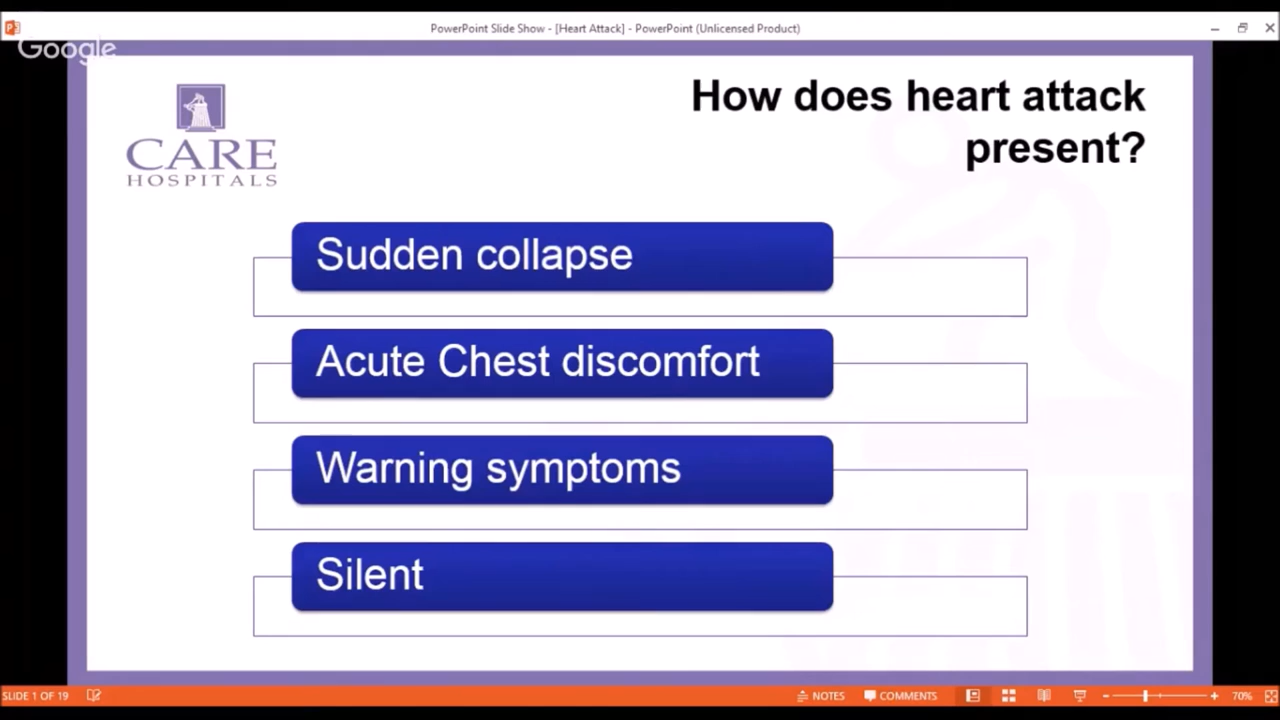 PowerPoint Slide Show - [Heart Attack] - PowerPoint (Unlicensed Product)
Google
CARE
HOSPITALS
How does heart attack
present?
Sudden collapse
Acute Chest discomfort
Warning symptoms
Silent
SLIDE 1 OF 19
NOTES
COMMENTS
70%